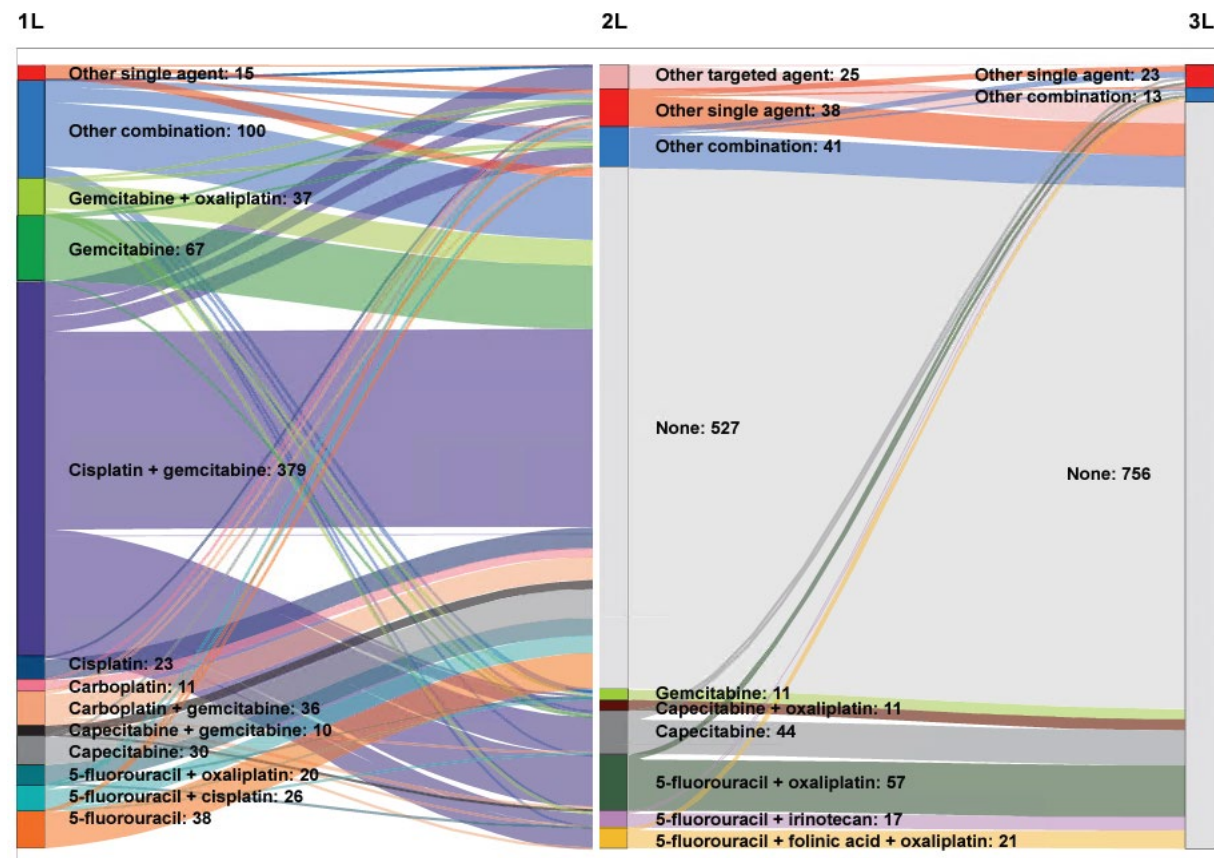 1L
2L
3L
Other single agent: 15
Other combination: 100
Gemcitabine + oxaliplatin: 37
Gemcitabine: 67
Cisplatin + gemcitabine: 379
Cisplatin: 23
Carboplatin: 11
Carboplatin + gemcitabine: 36
Capecitabine + gemcitabine: 10
Capecitabine: 30
5-fluorouracil + oxaliplatin: 20
5-fluorouracil + cisplatin: 26
5-fluorouracil: 38
Other targeted agent: 25
Other single agent: 38
Other combination: 41
None: 527
Gemcitabine: 11
Capecitabine + oxaliplatin: 11
Capecitabine: 44
5-fluorouracil + oxaliplatin: 57
5-fluorouracil + irinotecan: 17
5-fluorouracil + folinic acid + oxaliplatin: 21
Other single agent: 23
Other combination: 13
None: 756